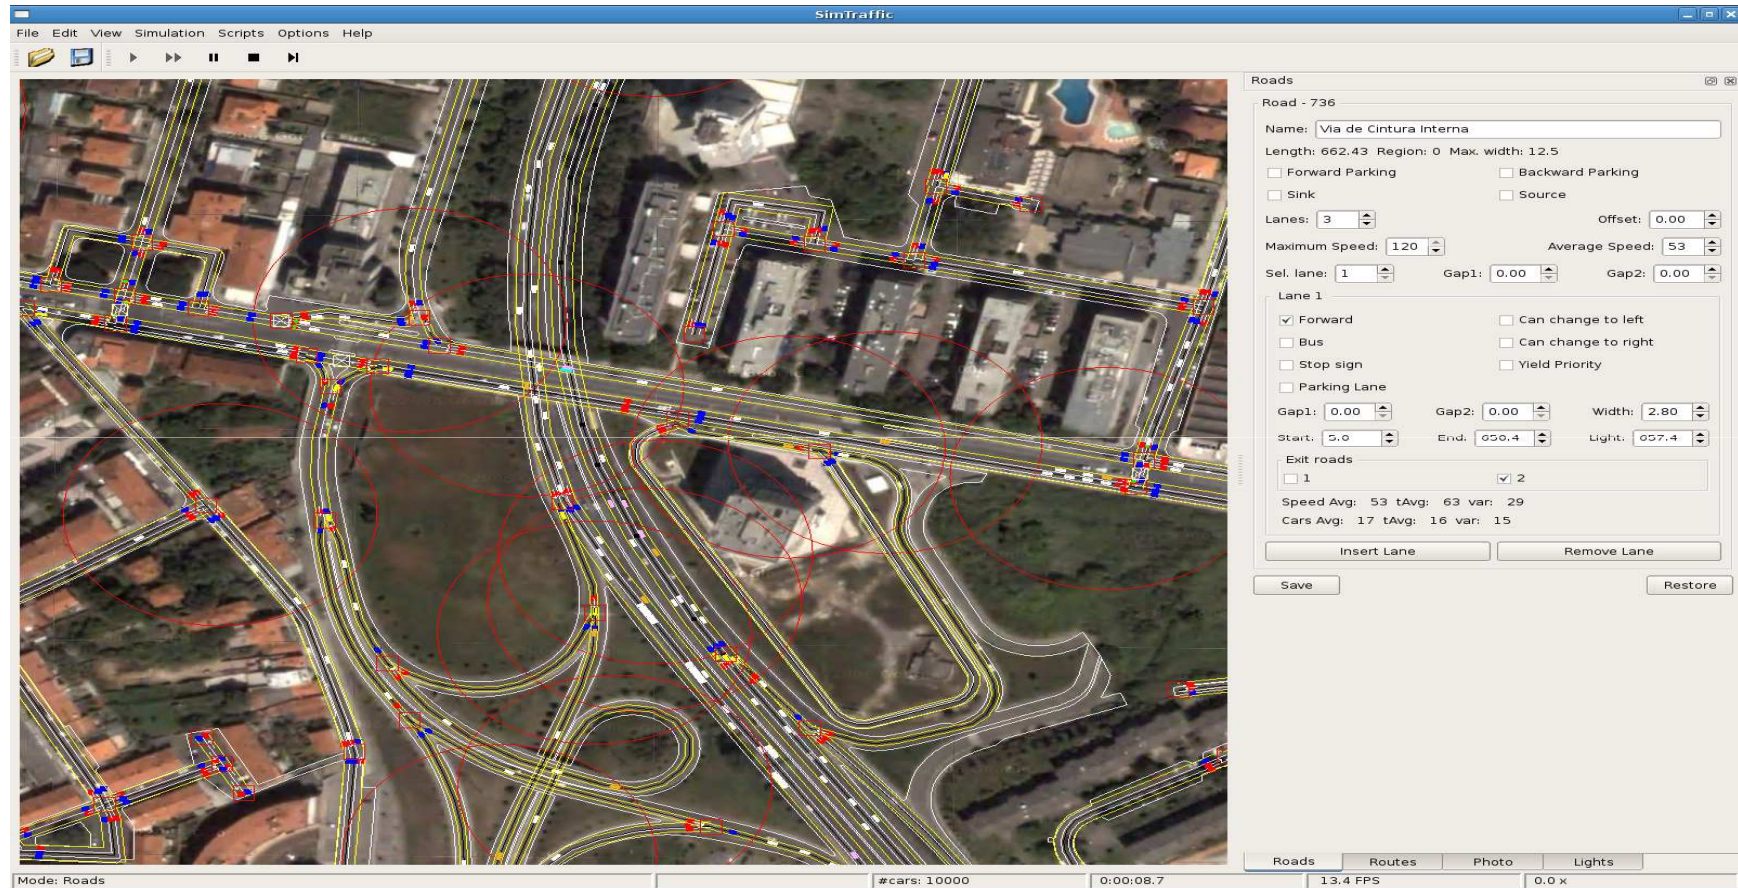 SimTraffic
File Edit View Simulation Scripts Options Help
Roads
Road - 736
Name: Via de Cintura Interna
Length: 662.43 Region: 0 Max. width: 12.5
Forward Parking Backward Parking
Sink Source
Lanes: 3 Offset: 0.00
Maximum Speed: 120 Average Speed: 53
Sel. lane: 1 Gap1: 0.00 Gap2: 0.00
Lane 1
Forward Can change to left
Bus Can change to right
Stop sign Yield Priority
Parking Lane
Gap1: 0.00 Gap2: 0.00 Width: 2.80
Start: 5.0 End: 656.4 Light: 657.4
Exit roads
1 2
Speed Avg: 53 tAvg: 63 var: 29
Cars Avg: 17 tAvg: 16 var: 15
Insert Lane Remove Lane
Save Restore
Roads Routes Photo Lights
Mode: Roads #cars: 10000 0:00:08.7 13.4 FPS 0.0 x